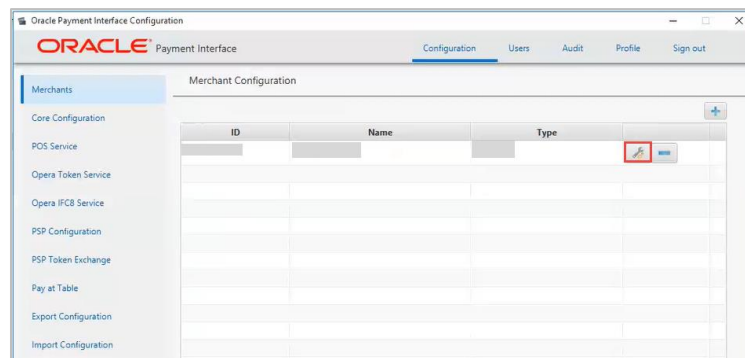 Oracle Payment Interface Configuration
ORACLE® Payment Interface
Configuration Users Audit Profile Sign out
Merchants
Merchant Configuration
Core Configuration
ID Name Type
POS Service
Opera Token Service
Opera IFC8 Service
PSP Configuration
PSP Token Exchange
Pay at Table
Export Configuration
Import Configuration